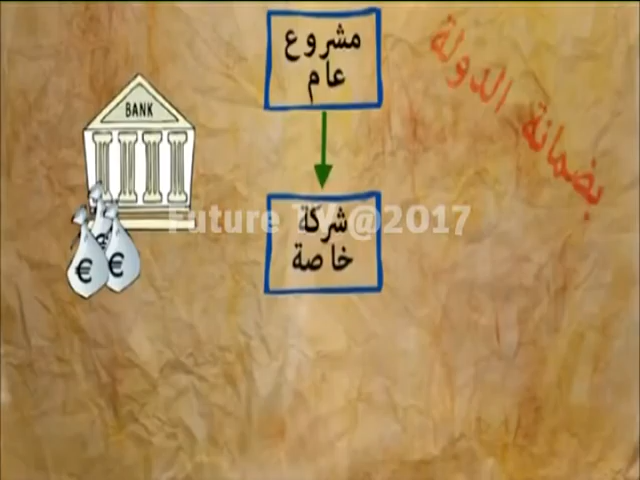 مشروع
عام
بضمانة الدولة
BANK
شركة
خاصة
Future TV @2017
€
€
€